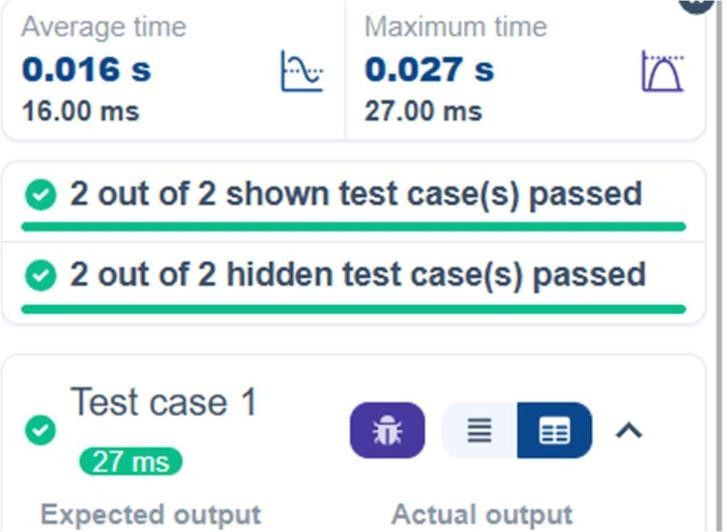 Average time
0.016 s
16.00 ms
Maximum time
0.027 s
27.00 ms
2 out of 2 shown test case(s) passed
2 out of 2 hidden test case(s) passed
Test case 1
27 ms
Expected output
Actual output